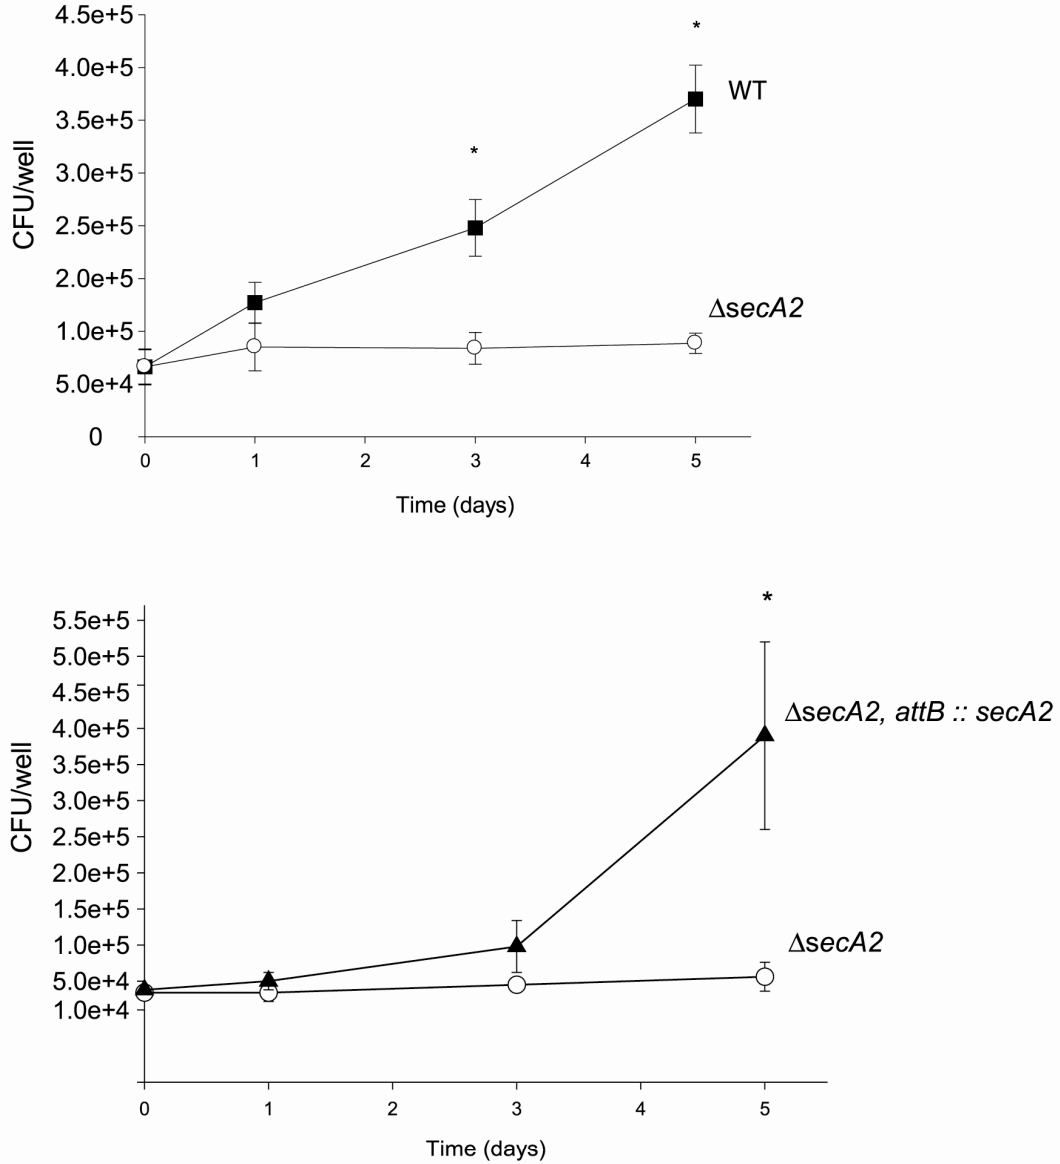 4.5e+5
*
4.0e+5
WT
3.5e+5
*
3.0e+5
2.5e+5
2.0e+5
ΔsecA2
1.0e+5
5.0e+4
0
CFU/well
0 1 2 3 4 5
Time (days)
*
5.5e+5
5.0e+5
4.5e+5
ΔsecA2, attB :: secA2
4.0e+5
3.5e+5
3.0e+5
2.5e+5
2.0e+5
1.5e+5
1.0e+5
ΔsecA2
5.0e+4
1.0e+4
CFU/well
0 1 2 3 4 5
Time (days)